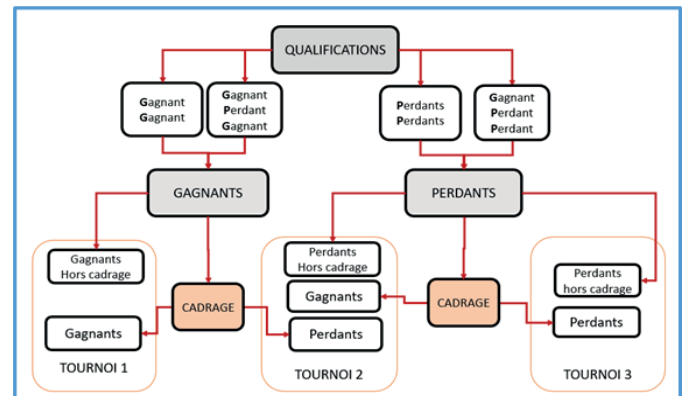 QUALIFICATIONS
Gagnant
Gagnant
Gagnant
Perdant
Gagnant
Perdants
Perdants
Gagnant
Perdant
Perdant
GAGNANTS
PERDANTS
Gagnants
Hors cadrage
Perdants
Hors cadrage
Perdants
hors cadrage
CADRAGE
Gagnants
CADRAGE
Gagnants
Perdants
Perdants
TOURNOI 1
TOURNOI 2
TOURNOI 3